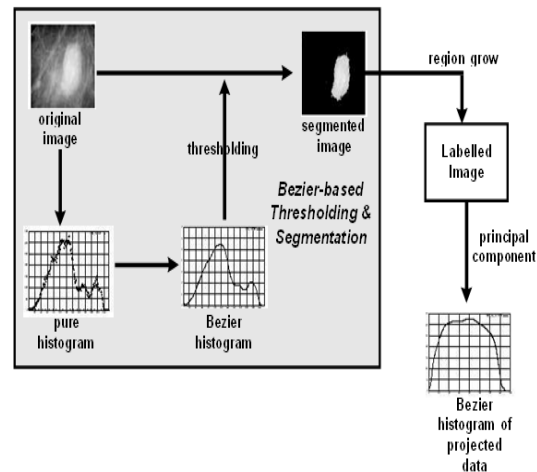 original
image
thresholding
segmented
image
region grow
Labelled
Image
Bezier-based
Thresholding &
Segmentation
principal
component
pure
histogram
Bezier
histogram
Bezier
histogram of
projected
data